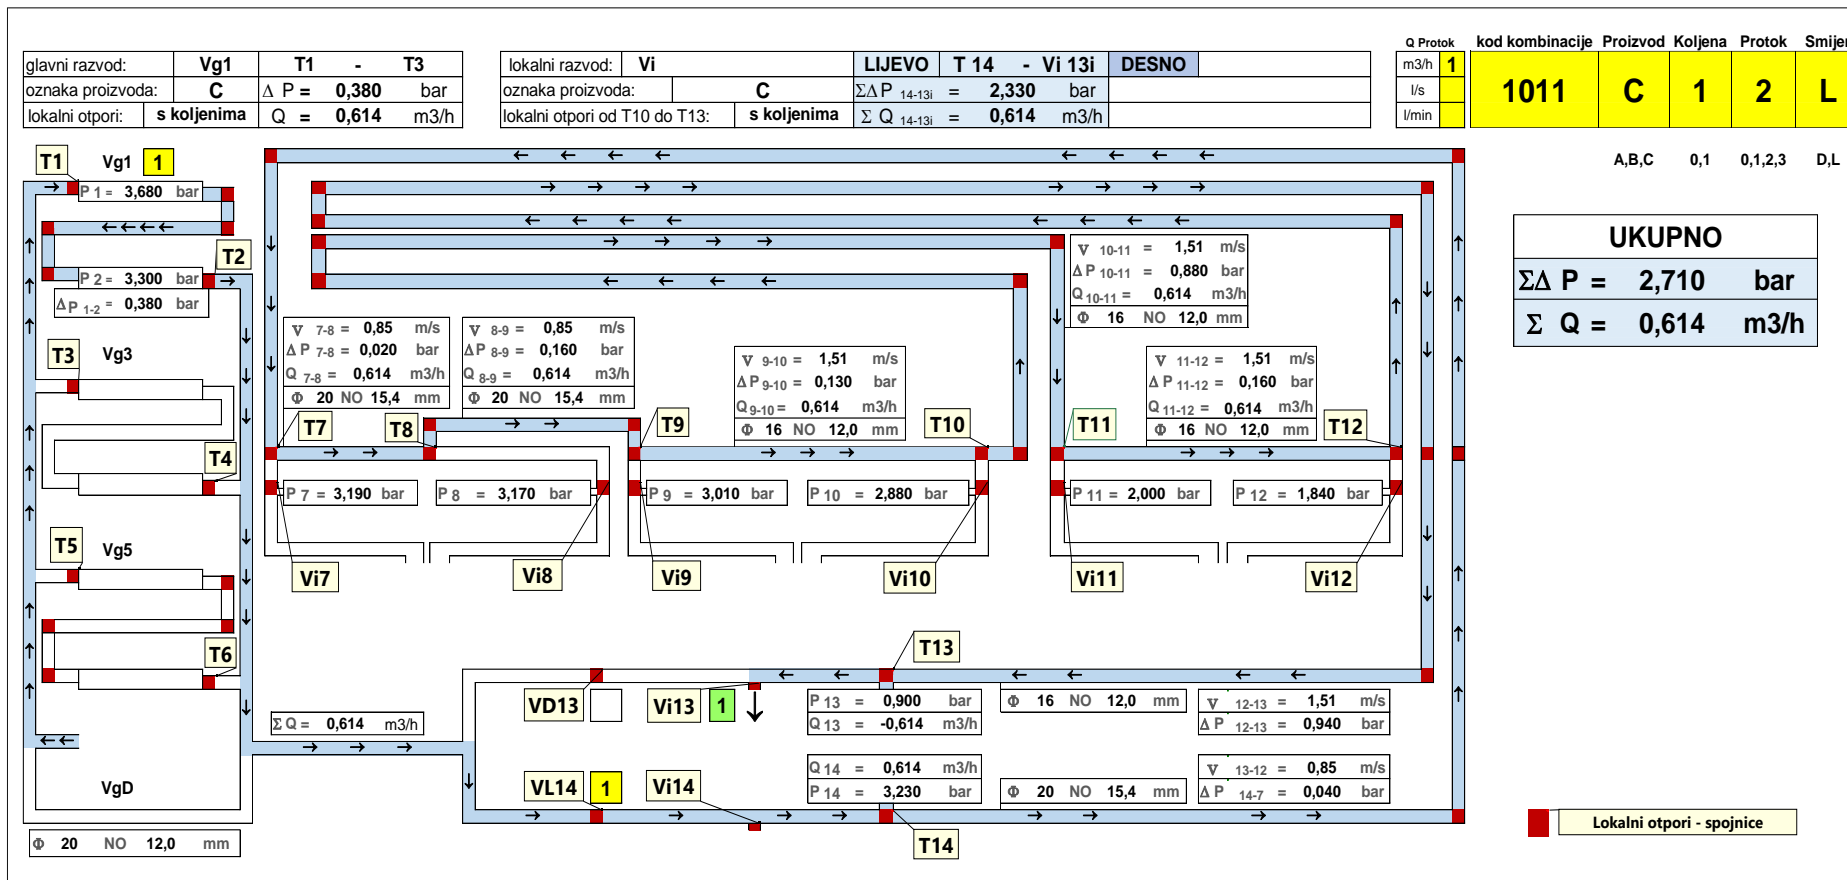 Q Protok kod kombinacije Proizvod Koljena Protok Smijer
glavni razvod: Vg1 T1 - T3
oznaka proizvoda: C Δ P = 0,380 bar
lokalni otpori: s koljenima Q = 0,614 m3/h
lokalni razvod: Vi LIJEVO T 14 - Vi 13i DESNO
oznaka proizvoda: C ΣΔ P 14-13i = 2,330 bar
lokalni otpori od T10 do T13: s koljenima Σ Q 14-13i = 0,614 m3/h
m3/h 1
l/s
l/min
1011 C 1 2 L
A,B,C 0,1 0,1,2,3 D,L
UKUPNO
ΣΔ P = 2,710 bar
Σ Q = 0,614 m3/h
T1 Vg1 1
P 1 = 3,680 bar
T2
P 2 = 3,300 bar
Δ P 1-2 = 0,380 bar
T3 Vg3
T4
T5 Vg5
T6
VgD
Φ 20 NO 12,0 mm
V 7-8 = 0,85 m/s
Δ P 7-8 = 0,020 bar
Q 7-8 = 0,614 m3/h
Φ 20 NO 15,4 mm
V 8-9 = 0,85 m/s
Δ P 8-9 = 0,160 bar
Q 8-9 = 0,614 m3/h
Φ 20 NO 15,4 mm
V 9-10 = 1,51 m/s
Δ P 9-10 = 0,130 bar
Q 9-10 = 0,614 m3/h
Φ 16 NO 12,0 mm
V 10-11 = 1,51 m/s
Δ P 10-11 = 0,880 bar
Q 10-11 = 0,614 m3/h
Φ 16 NO 12,0 mm
V 11-12 = 1,51 m/s
Δ P 11-12 = 0,160 bar
Q 11-12 = 0,614 m3/h
Φ 16 NO 12,0 mm
T7 T8 T9 T10 T11 T12
P 7 = 3,190 bar
P 8 = 3,170 bar
P 9 = 3,010 bar
P 10 = 2,880 bar
P 11 = 2,000 bar
P 12 = 1,840 bar
Vi7 Vi8 Vi9 Vi10 Vi11 Vi12
T13
VD13 Vi13 1
P 13 = 0,900 bar
Q 13 = -0,614 m3/h
Φ 16 NO 12,0 mm
V 12-13 = 1,51 m/s
Δ P 12-13 = 0,940 bar
Σ Q = 0,614 m3/h
VL14 1 Vi14
Q 14 = 0,614 m3/h
P 14 = 3,230 bar
Φ 20 NO 15,4 mm
V 13-12 = 0,85 m/s
Δ P 14-7 = 0,040 bar
T14
Lokalni otpori - spojnice